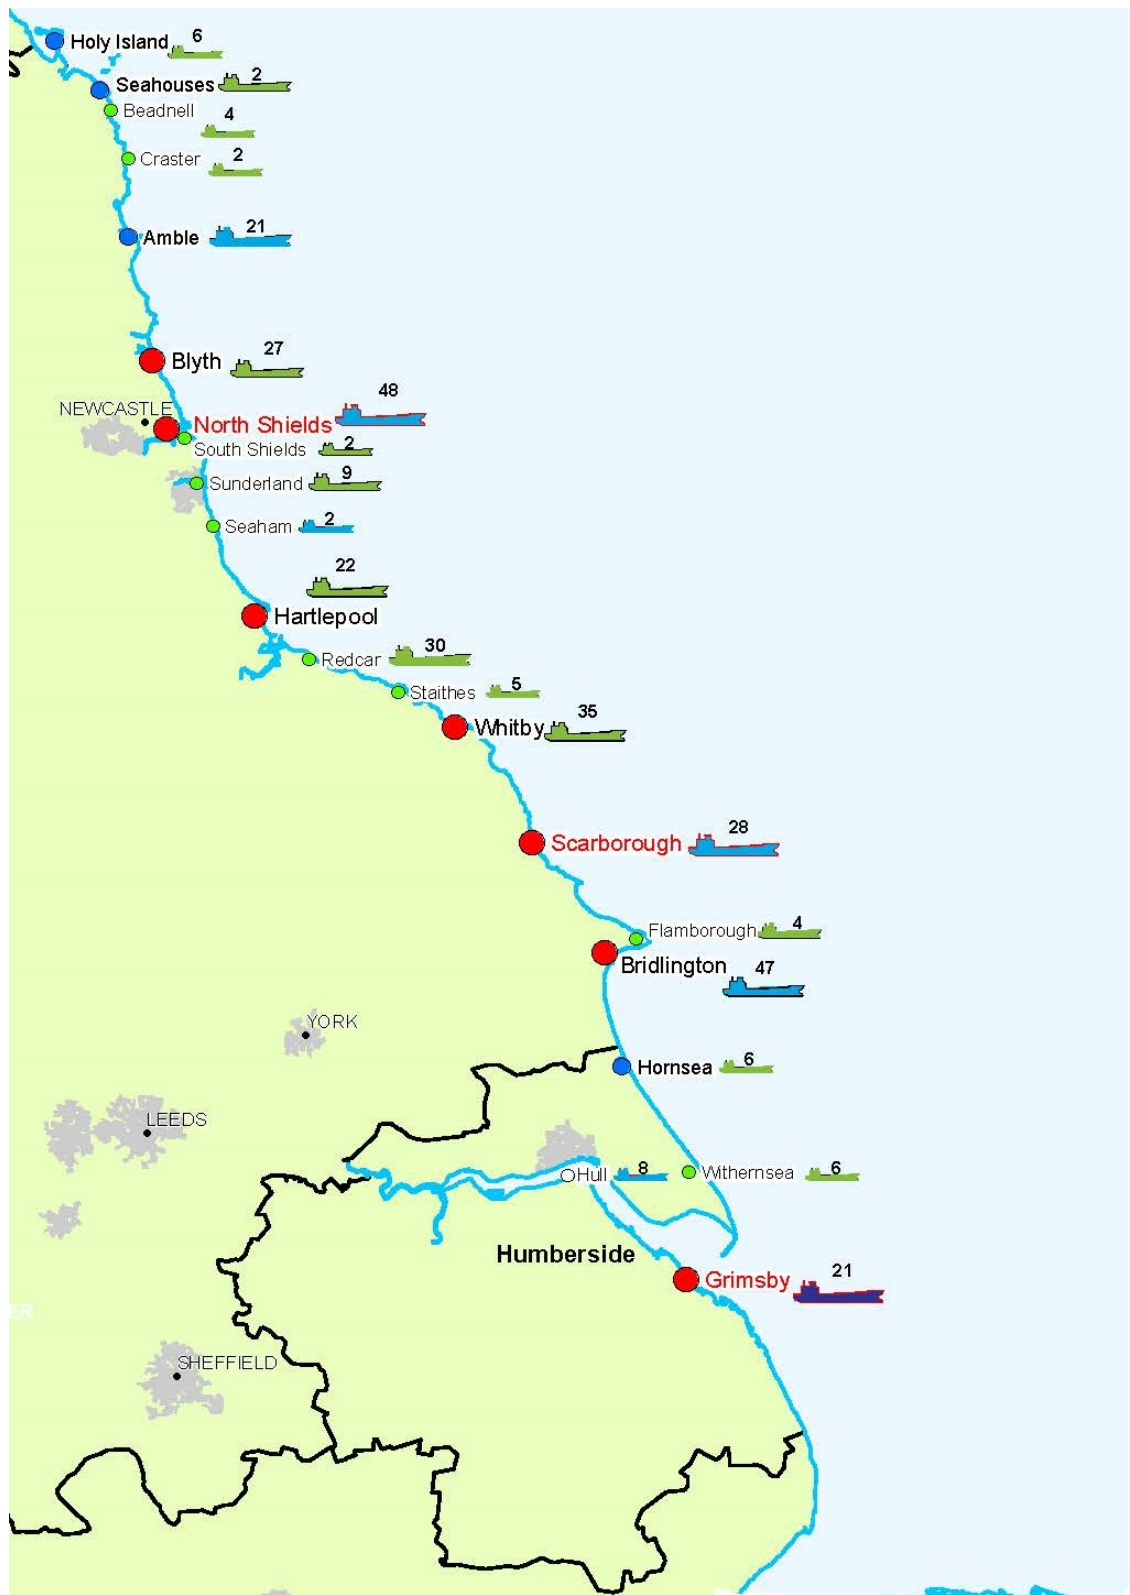 Holy Island 6
Seahouses 2
Beadnell
4
Craster 2
Amble 21
Blyth 27
48
NEWCASTLE
North Shields
South Shields 2
Sunderland 9
Seaham 2
22
Hartlepool
Redcar 30
Staithes 5
Whitby 35
Scarborough 28
Flamborough 4
Bridlington 47
YORK
Hornsea 6
LEEDS
Hull 8
Withernsea 6
Humberside
Grimsby 21
ER
SHEFFIELD